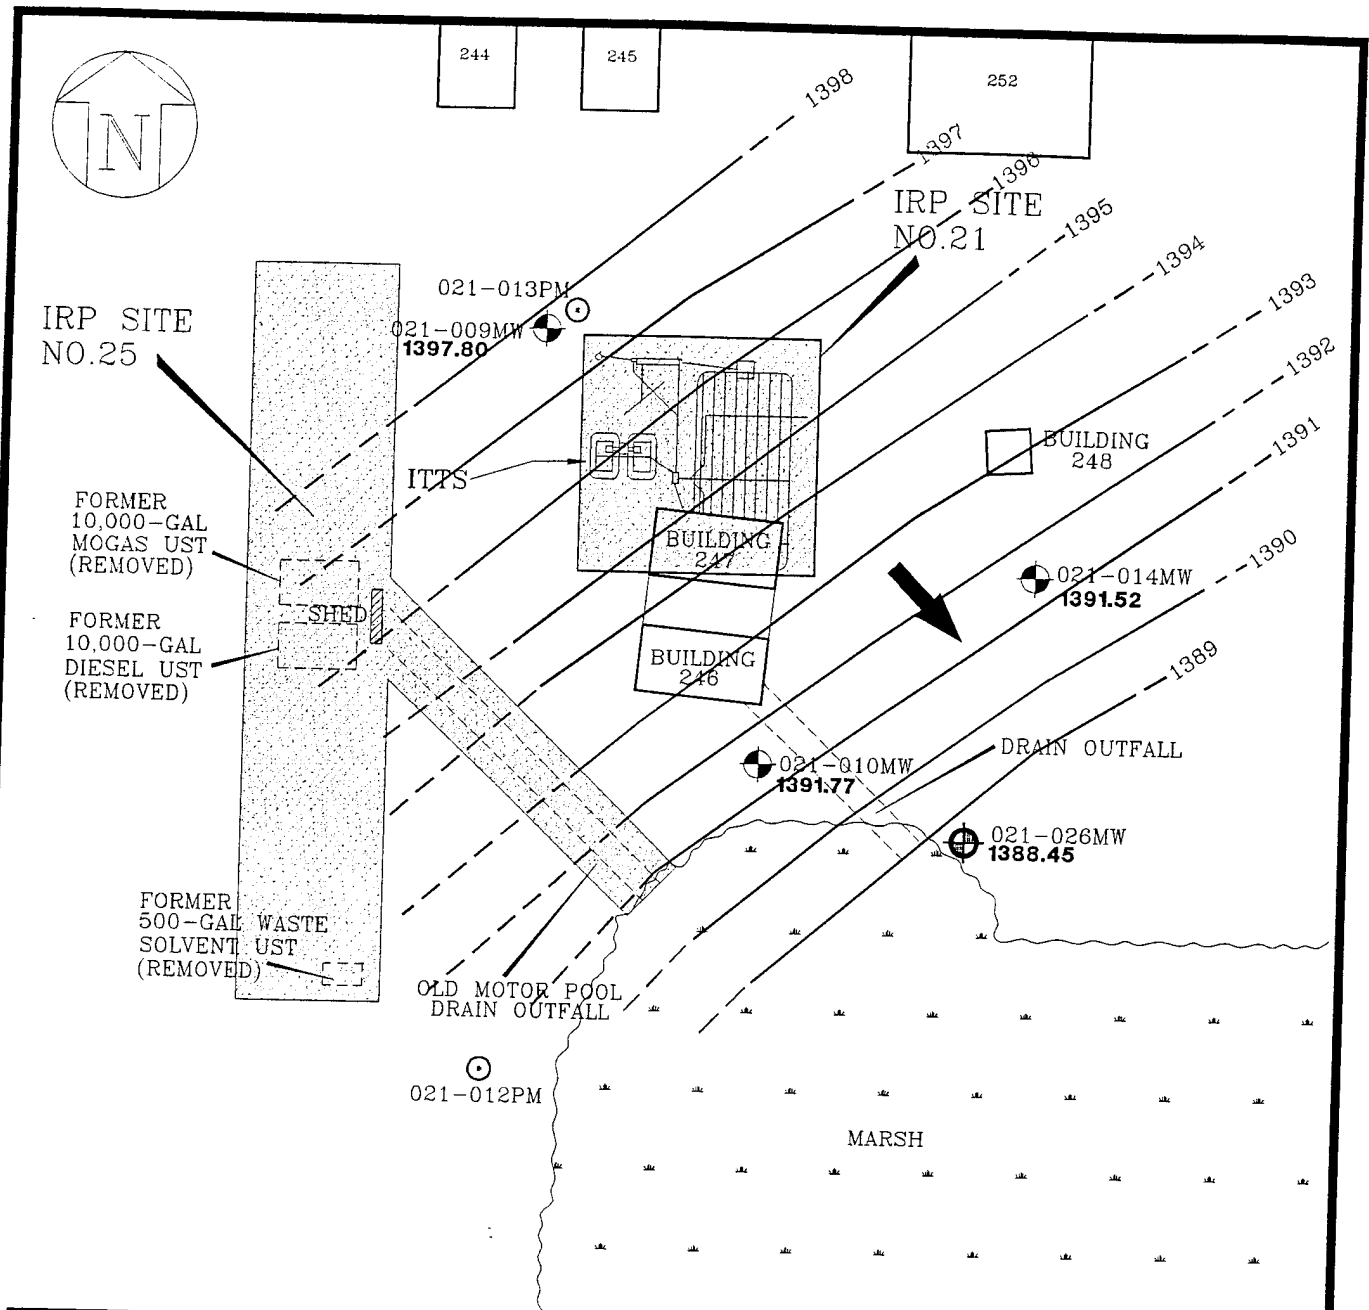 244
245
252
N
1398
1397
1396
1395
1394
1393
1392
1391
1390
1389
IRP SITE
NO.21
021-013PM
021-009MW
1397.80
IRP SITE
NO.25
ITTS
BUILDING
248
FORMER
10,000-GAL
MOGAS UST
(REMOVED)
BUILDING
247
SHED
021-014MW
1391.52
FORMER
10,000-GAL
DIESEL UST
(REMOVED)
BUILDING
246
DRAIN OUTFALL
021-010MW
1391.77
021-026MW
1388.45
FORMER
500-GAL WASTE
SOLVENT UST
(REMOVED)
OLD MOTOR POOL
DRAIN OUTFALL
021-012PM
MARSH